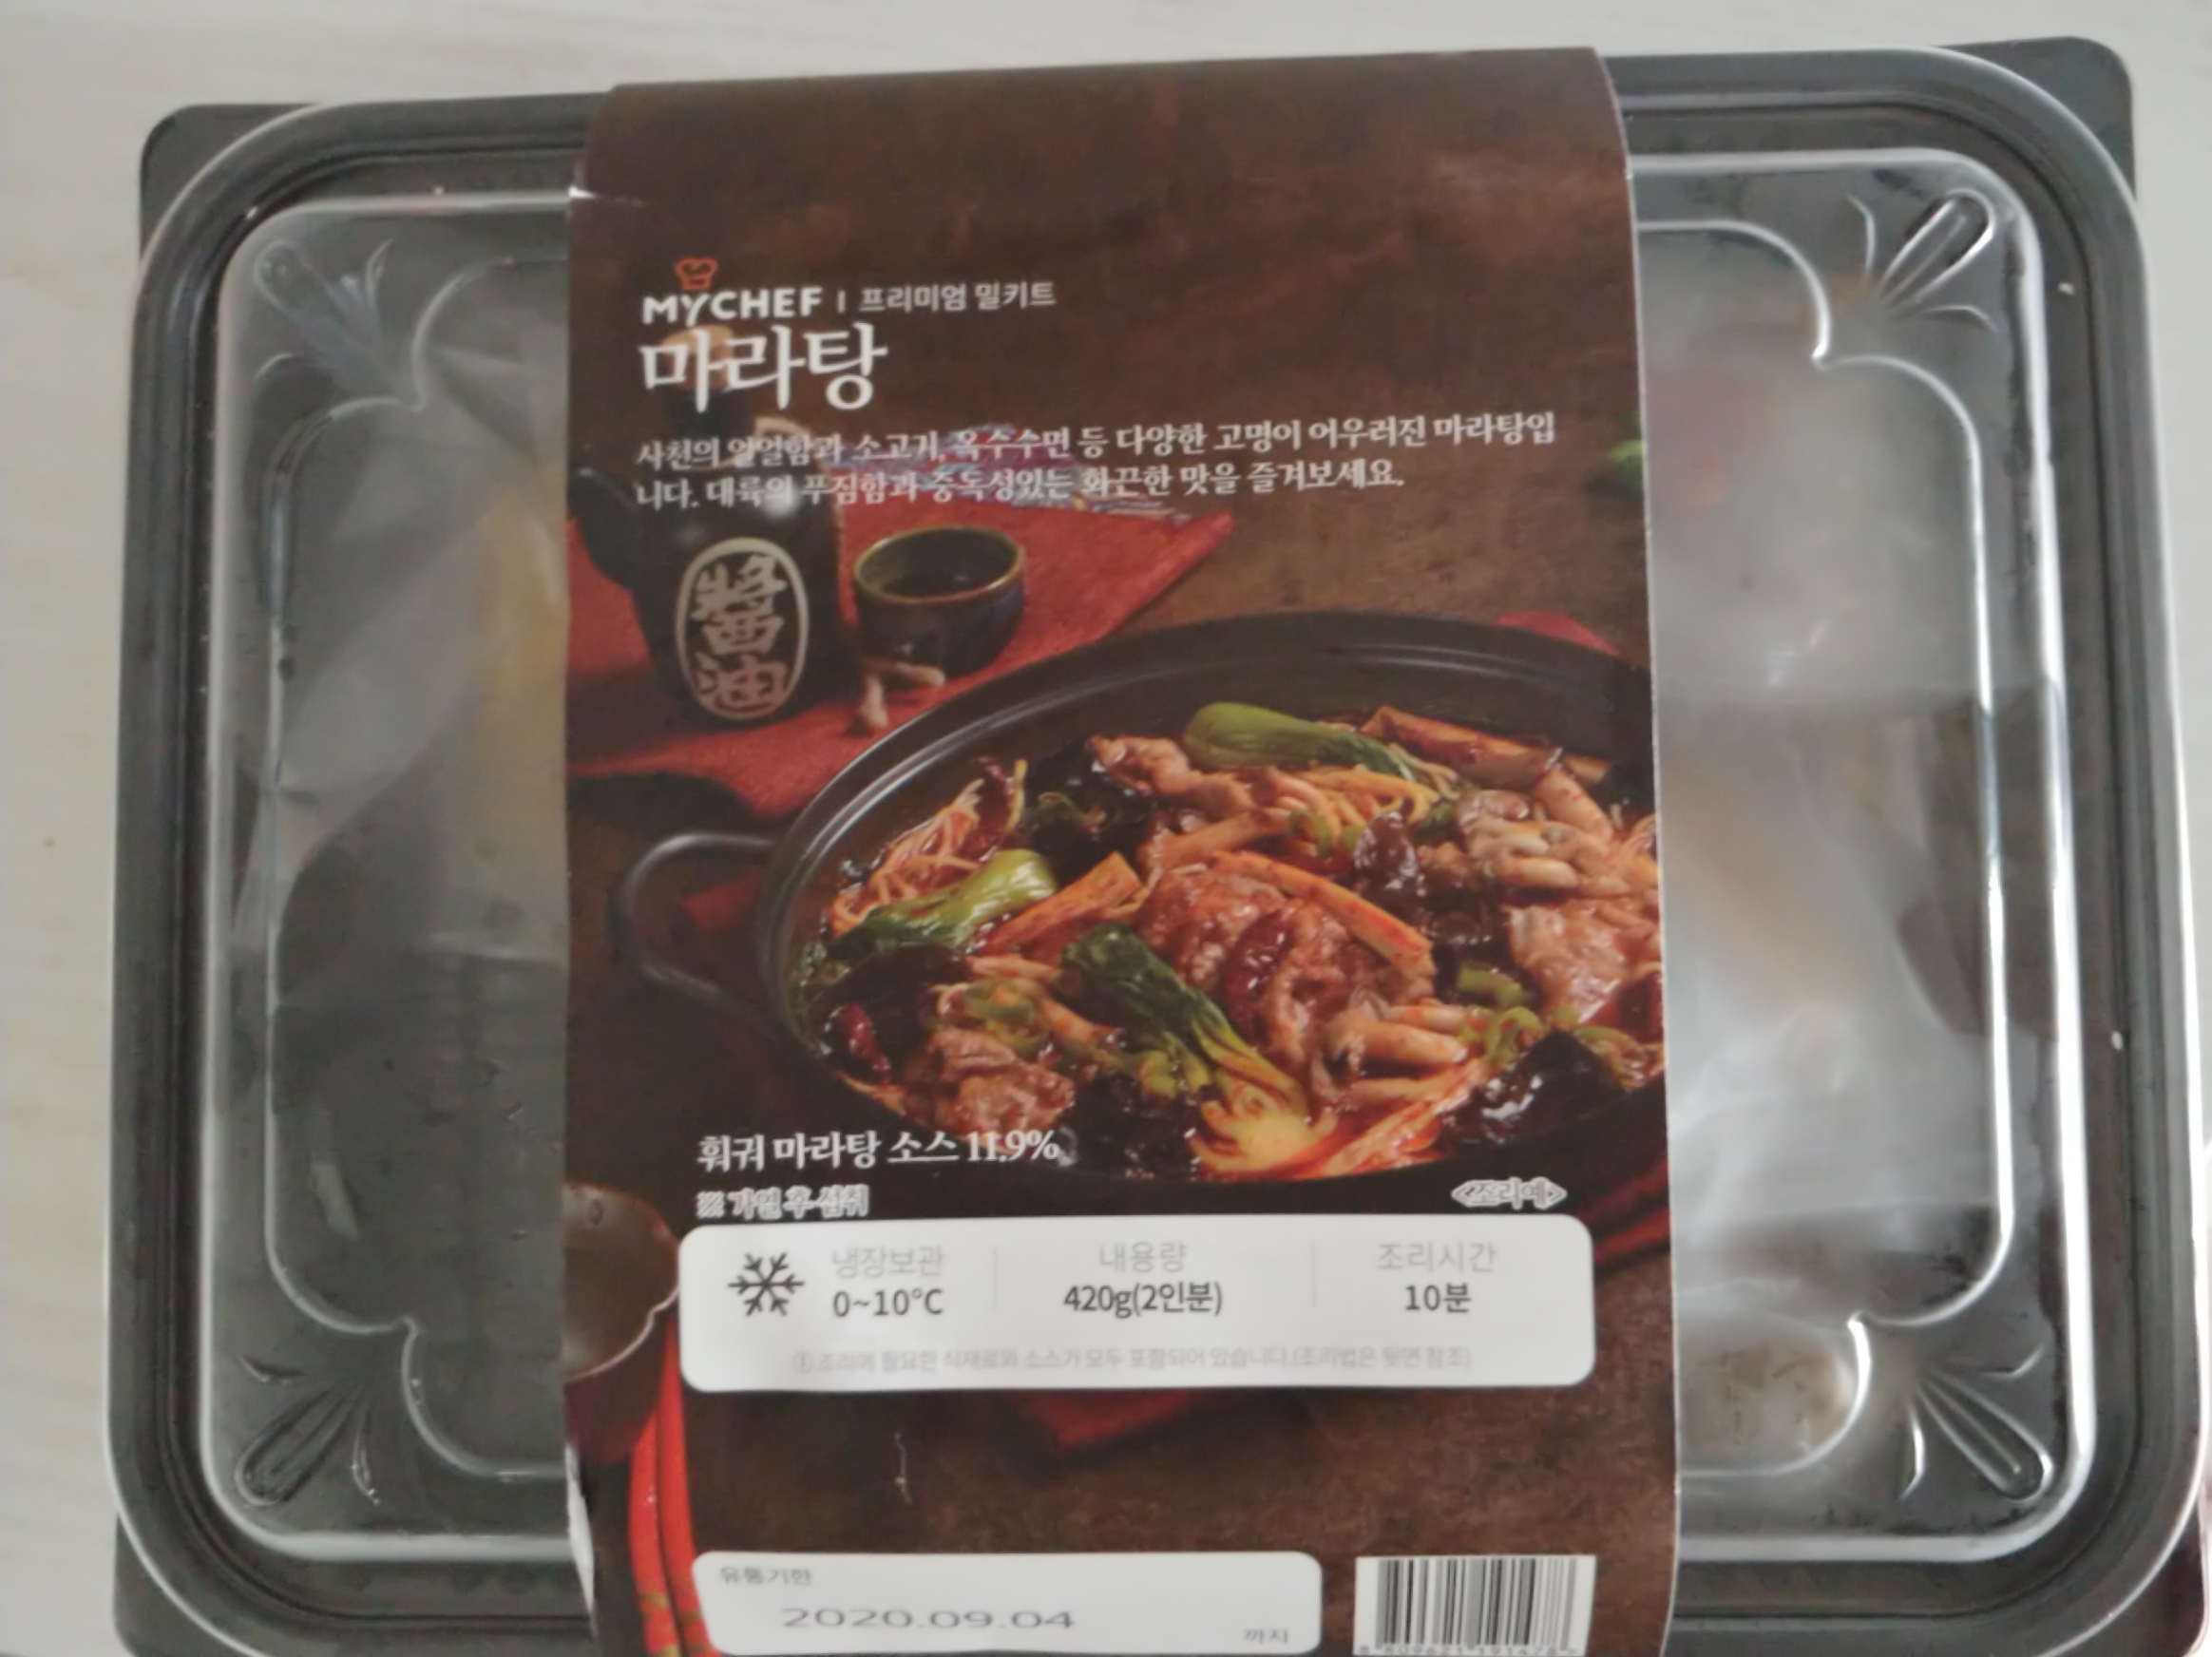 MYCHEF | 프리미엄 밀키트
마라탕
사천의 얼얼함과 소고기, 옥수수면 등 다양한 고명이 어우러진 마라탕입
니다. 대륙의 푸짐함과 중독성있는 화끈한 맛을 즐겨보세요.
醬油
훠궈 마라탕 소스 11.9%
※ 가열 후 섭취
<조리예>
냉장보관 내용량 조리시간
0~10°C 420g(2인분) 10분
① 조리에 필요한 식재료와 소스가 모두 포함되어 있습니다.(조리법은 뒷면 참조)
유통기한
2020.09.04
까지